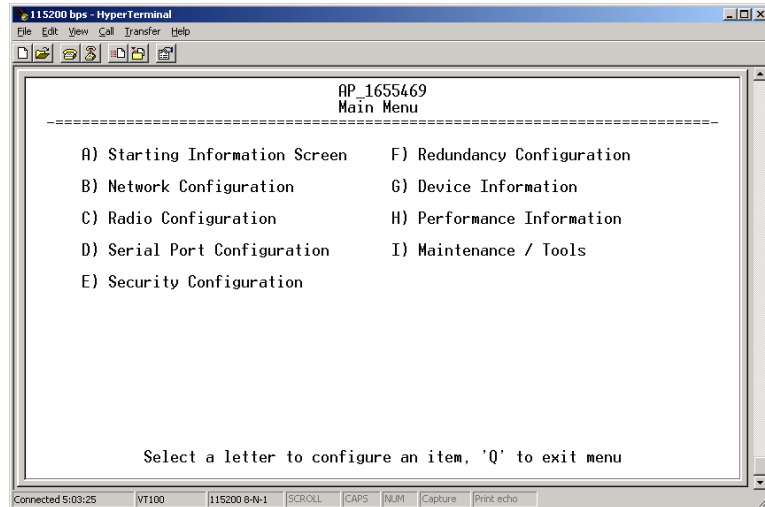 115200 bps - HyperTerminal
File Edit View Call Transfer Help
AP_1655469
Main Menu
-==========================================================================-
A) Starting Information Screen F) Redundancy Configuration
B) Network Configuration G) Device Information
C) Radio Configuration H) Performance Information
D) Serial Port Configuration I) Maintenance / Tools
E) Security Configuration
Select a letter to configure an item, 'Q' to exit menu
Connected 5:03:25 VT100 115200 8-N-1 SCROLL CAPS NUM Capture Print echo